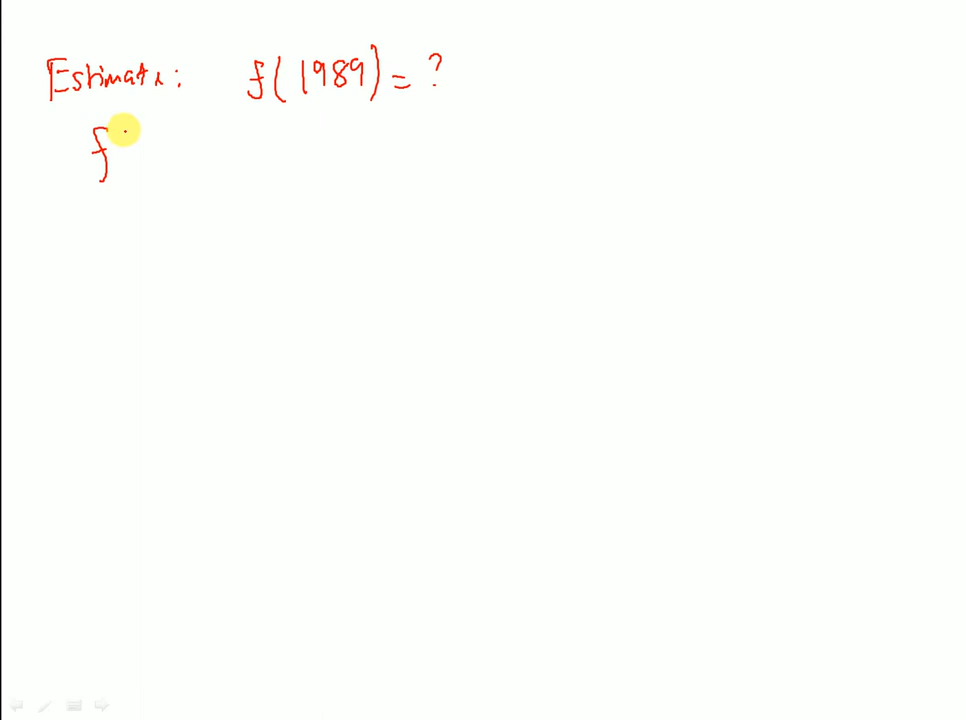 Estimate: f(1989) = ?
f